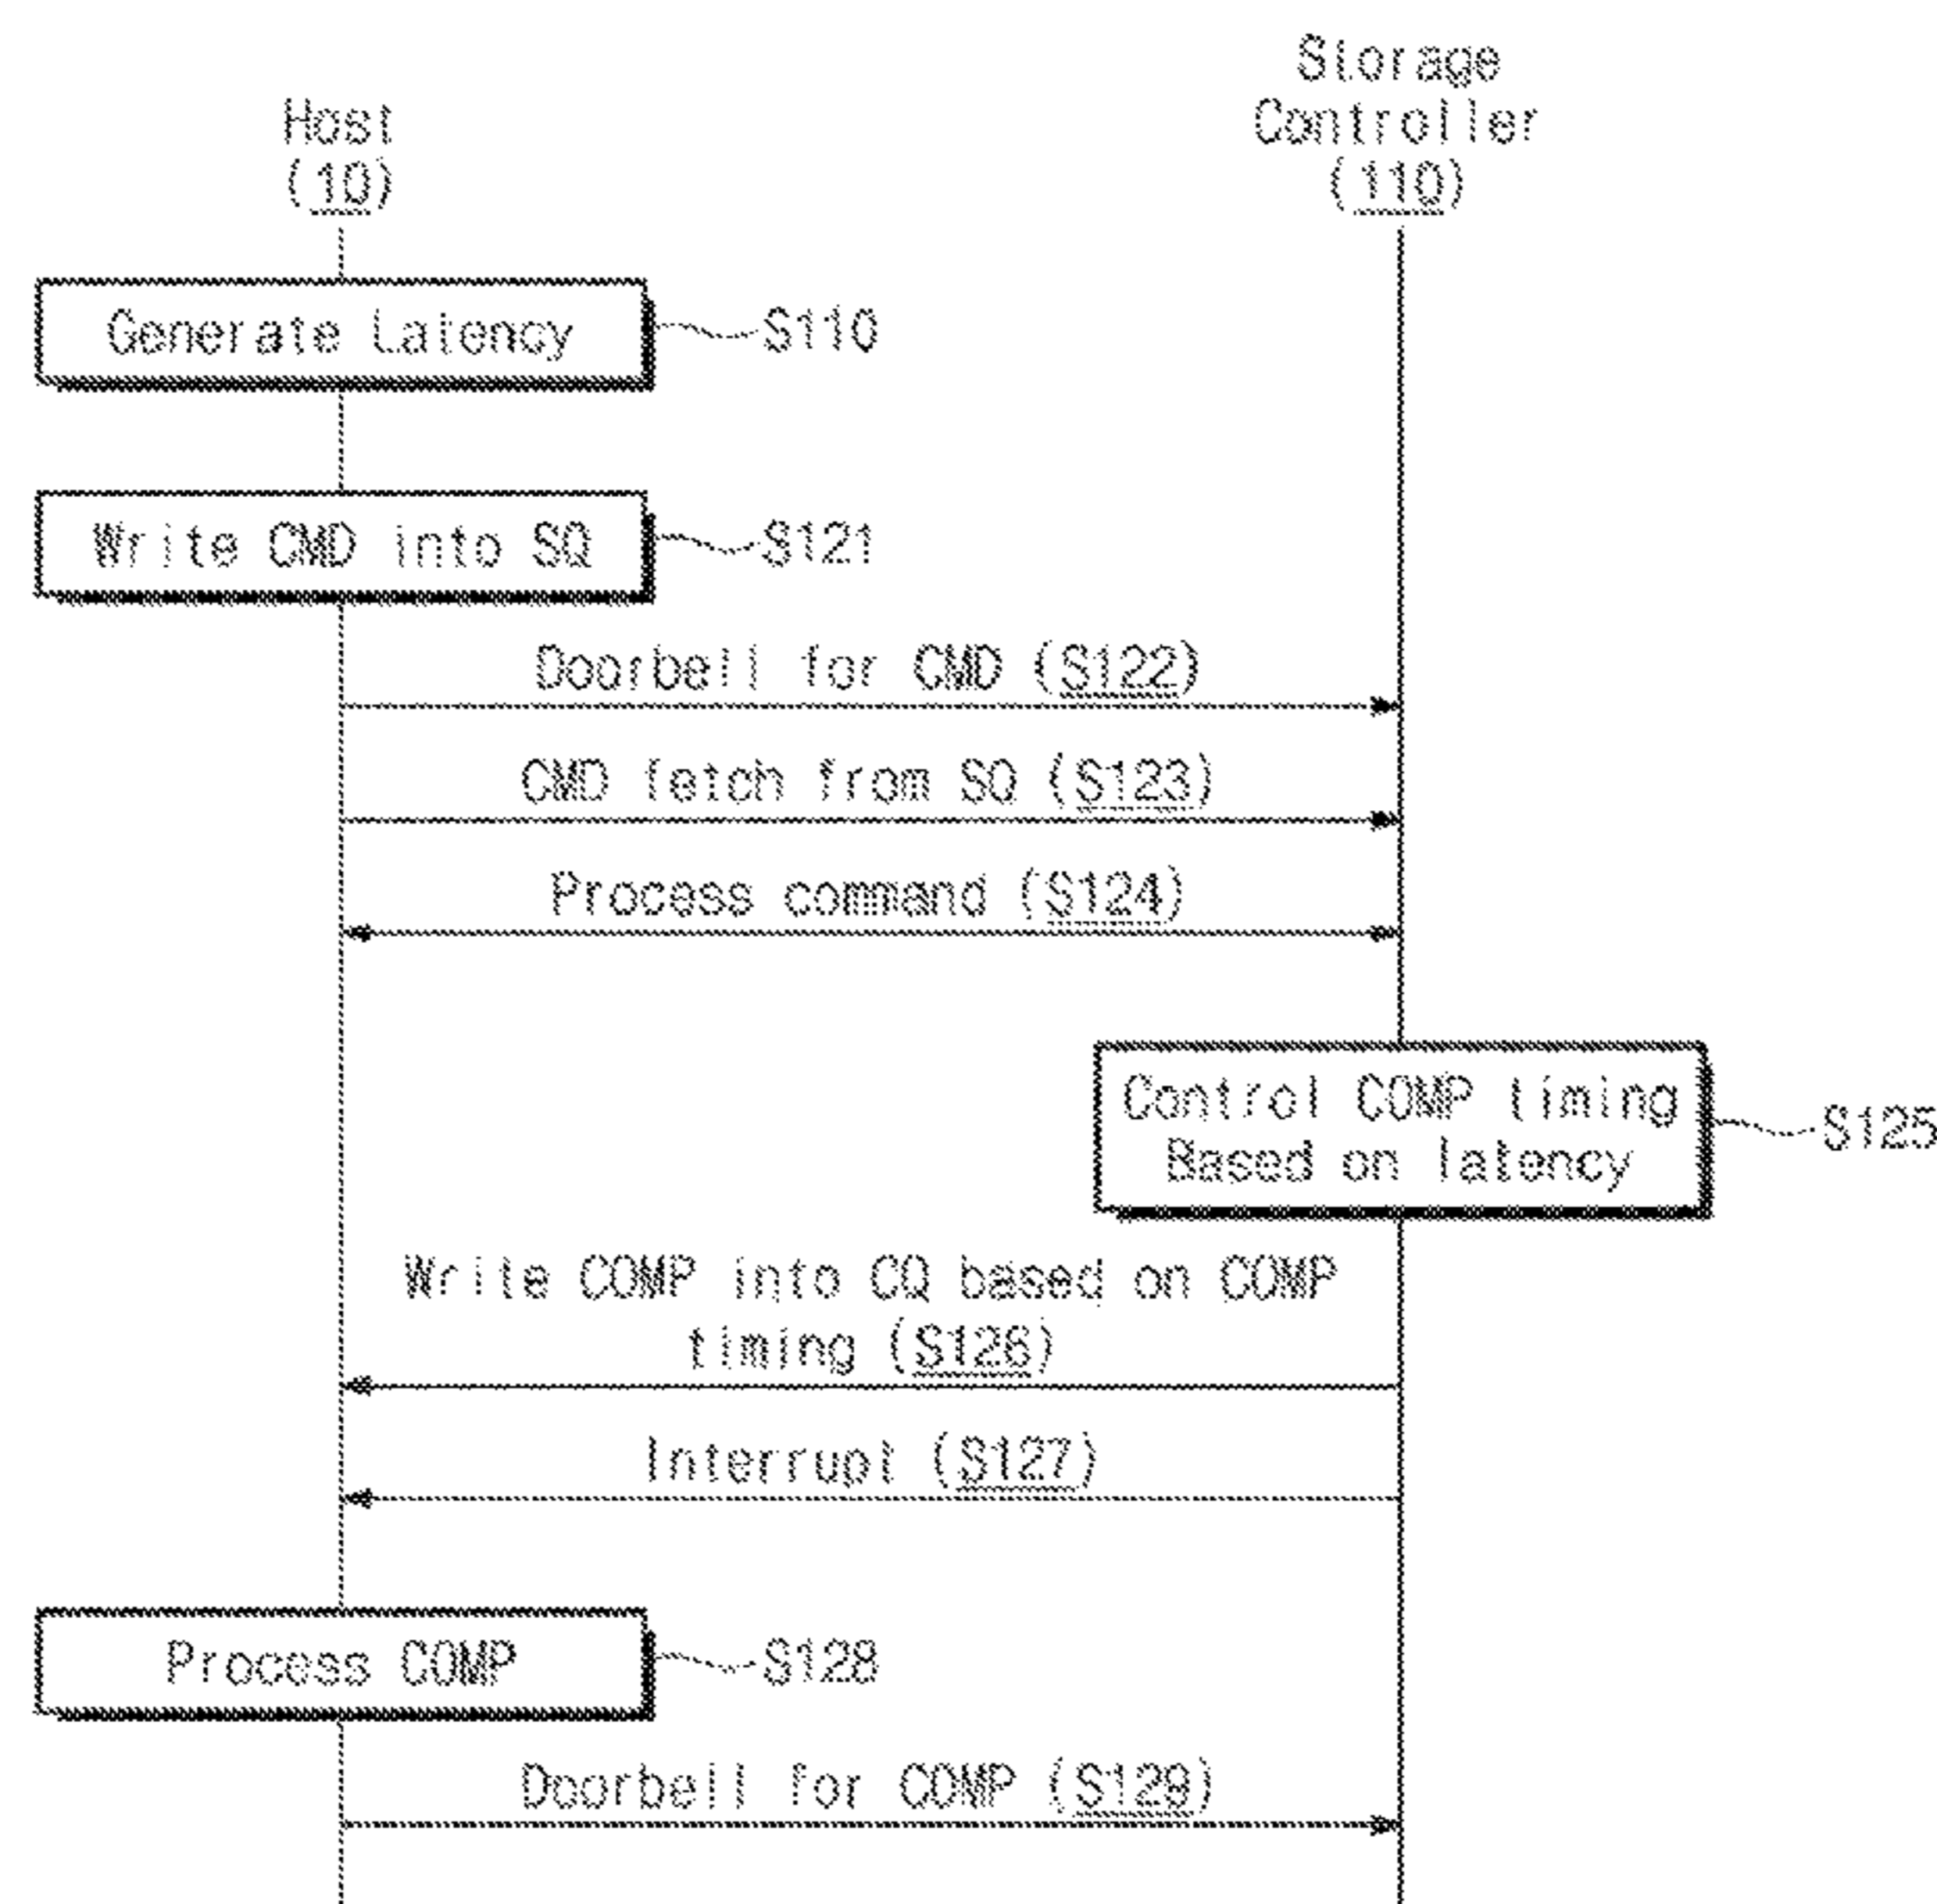 Host
(10)
Storage
Controller
(110)
Generate Latency
S110
Write CMD into SQ
S121
Doorbell for CMD (S122)
CMD fetch from SQ (S123)
Process command (S124)
Control COMP timing
Based on latency
S125
Write COMP into CQ based on COMP
timing (S126)
Interrupt (S127)
Process COMP
S128
Doorbell for COMP (S129)